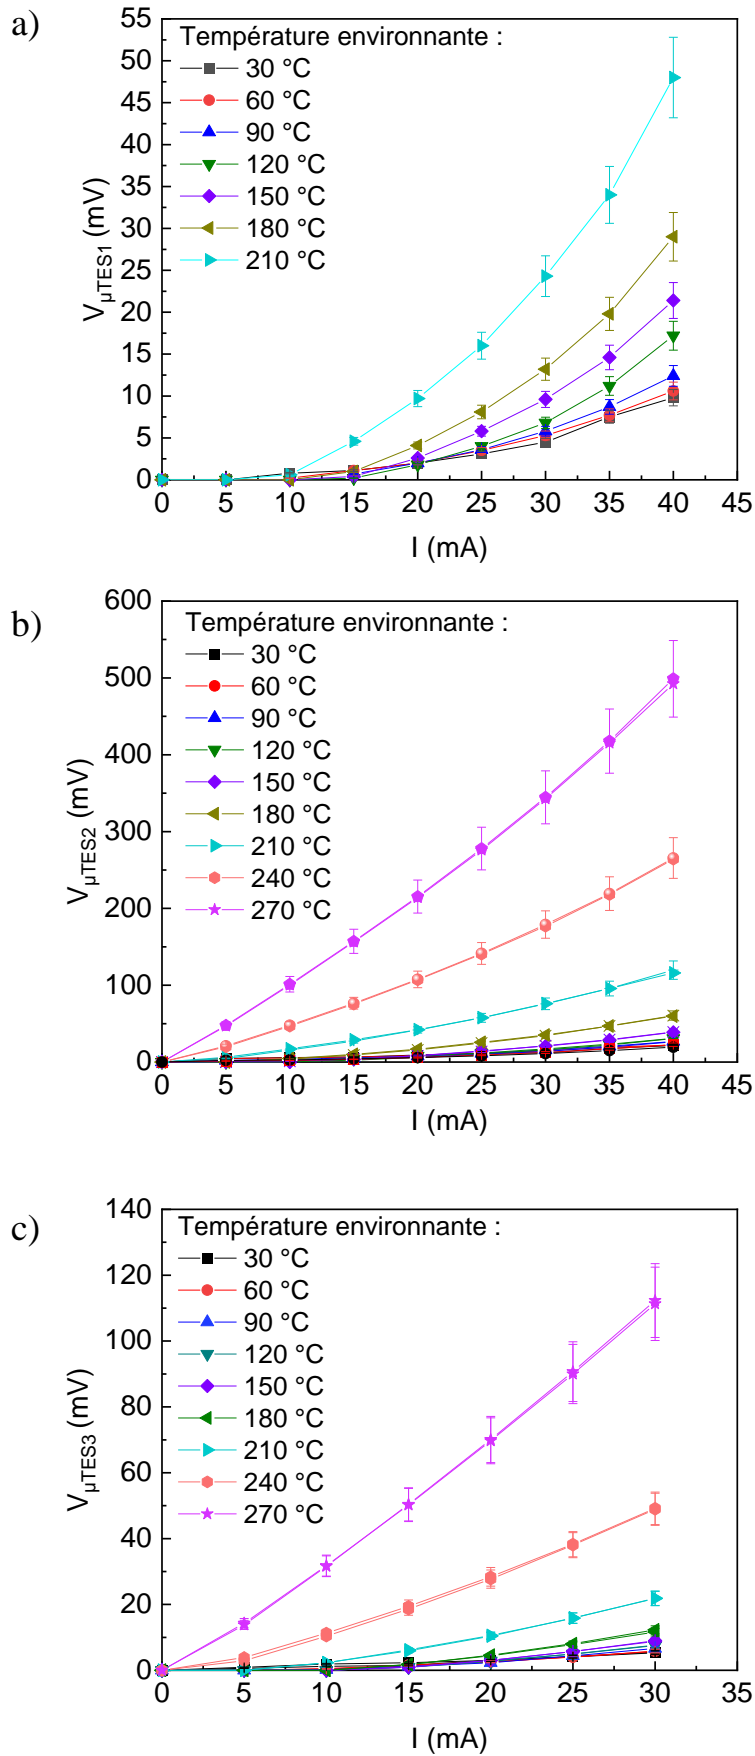 a)
55
50
45
40
35
30
25
20
15
10
5
0
V_μTES1 (mV)
Température environnante :
30 °C
60 °C
90 °C
120 °C
150 °C
180 °C
210 °C
0 5 10 15 20 25 30 35 40 45
I (mA)
b)
600
500
400
300
200
100
0
V_μTES2 (mV)
Température environnante :
30 °C
60 °C
90 °C
120 °C
150 °C
180 °C
210 °C
240 °C
270 °C
0 5 10 15 20 25 30 35 40 45
I (mA)
c)
140
120
100
80
60
40
20
0
V_μTES3 (mV)
Température environnante :
30 °C
60 °C
90 °C
120 °C
150 °C
180 °C
210 °C
240 °C
270 °C
0 5 10 15 20 25 30 35
I (mA)